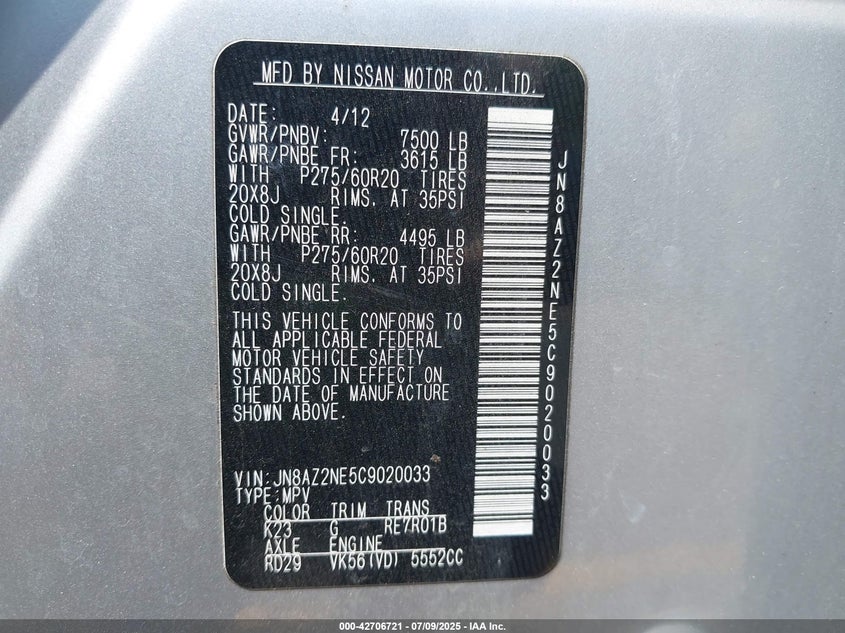 MFD BY NISSAN MOTOR CO.,LTD.
DATE: 4/12
GVWR/PNBV: 7500 LB
GAWR/PNBE FR: 3615 LB
WITH P275/60R20 TIRES
20X8J RIMS. AT 35PSI
COLD SINGLE.
GAWR/PNBE RR: 4495 LB
WITH P275/60R20 TIRES
20X8J RIMS. AT 35PSI
COLD SINGLE.
THIS VEHICLE CONFORMS TO
ALL APPLICABLE FEDERAL
MOTOR VEHICLE SAFETY
STANDARDS IN EFFECT ON
THE DATE OF MANUFACTURE
SHOWN ABOVE.
VIN:JN8AZ2NE5C9020033
TYPE:MPV
COLOR TRIM TRANS
K23 G RE7R01B
AXLE ENGINE
RD29 VK56(VD) 5552CC
JN8AZ2NE5C9020033
000-42706721 | 07/09/2025 | IAA Inc.